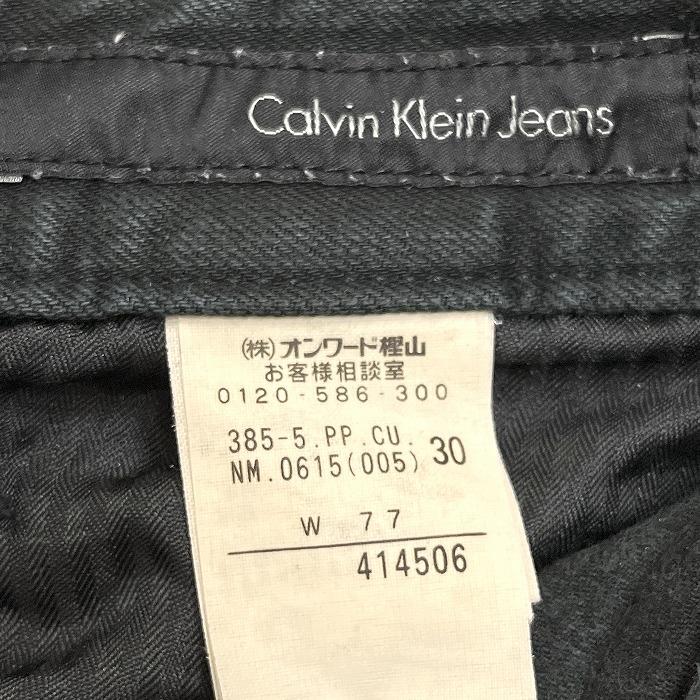 Calvin Klein Jeans
(株)オンワード樫山
お客様相談室
0120-586-300
385-5.PP.CU. 30
NM.0615(005)
W 77
414506